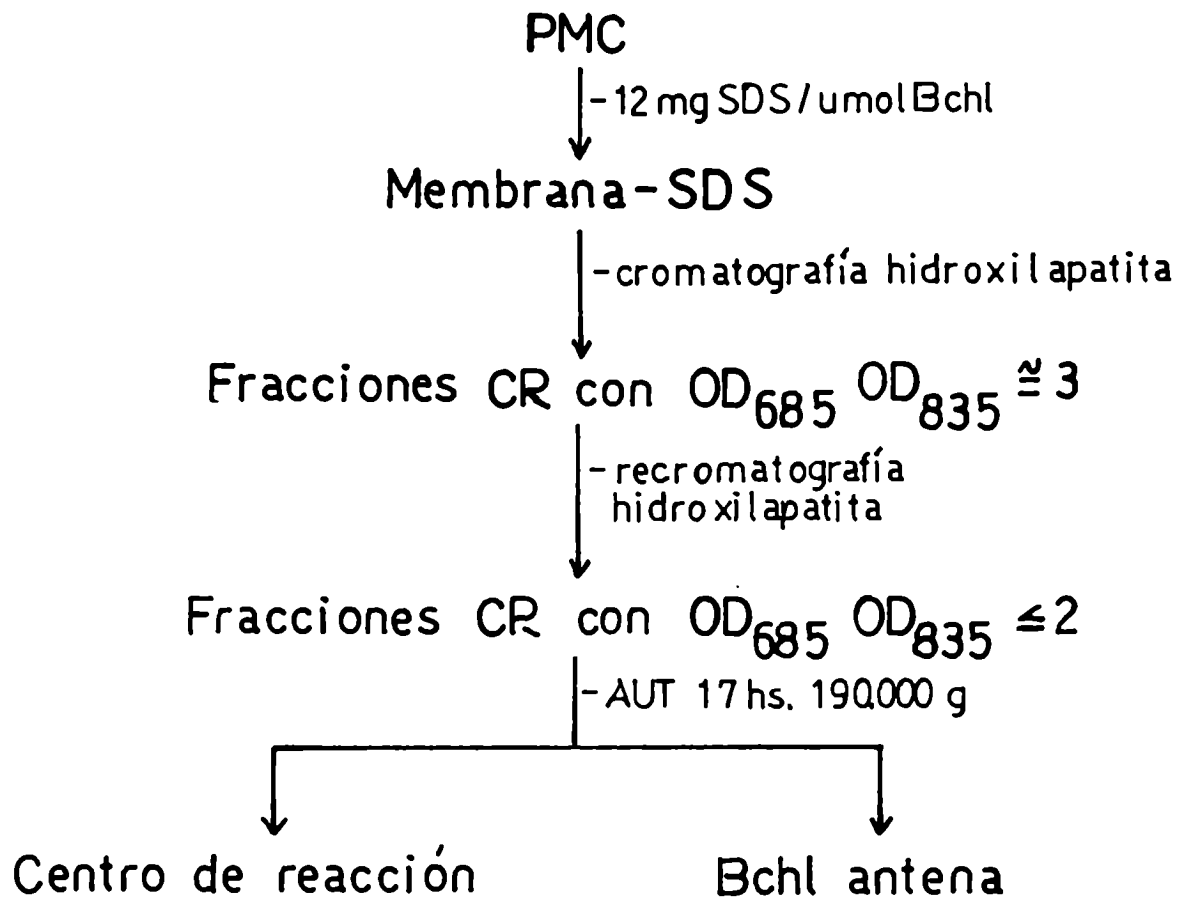 PMC
-12 mg SDS/umol Bchl
Membrana-SDS
-cromatografía hidroxilapatita
Fracciones CR con OD685 OD835 ≅ 3
-recromatografía
hidroxilapatita
Fracciones CR con OD685 OD835 ≤2
-AUT 17 hs. 190.000 g
Centro de reacción
Bchl antena